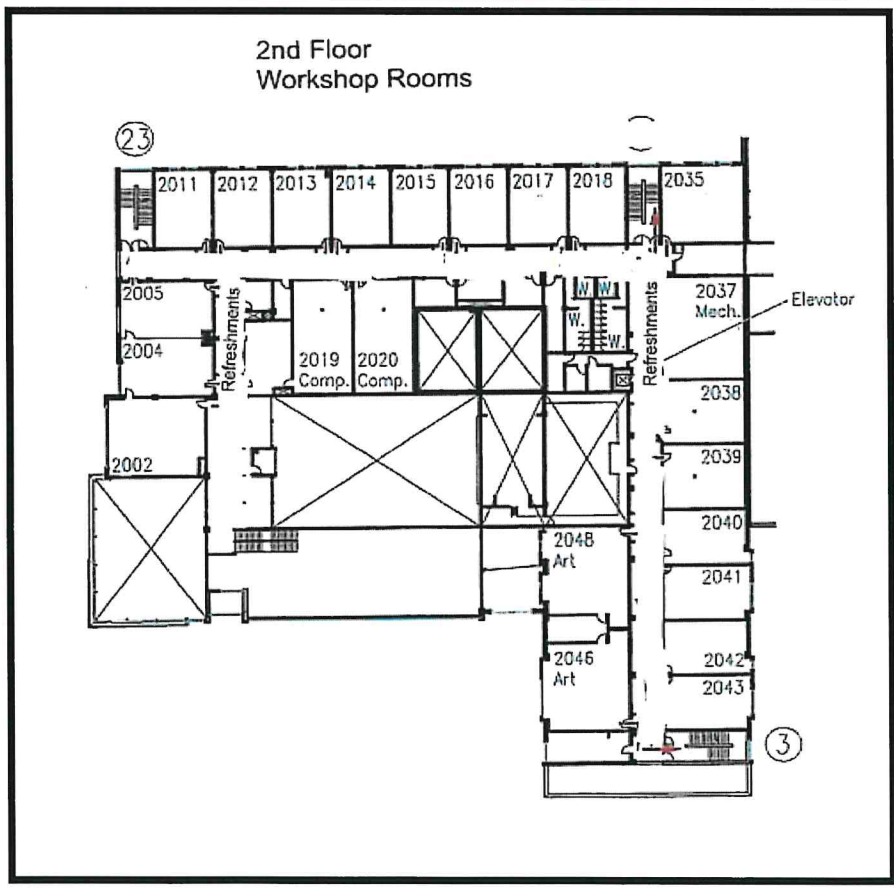 2nd Floor
Workshop Rooms
23
2011
2012
2013
2014
2015
2016
2017
2018
2035
2005
2004
2002
Refreshments
2019
Comp.
2020
Comp.
W.
W.
W.
W.
Refreshments
2037
Mech.
Elevator
2038
2039
2040
2041
2042
2043
2048
Art
2046
Art
3